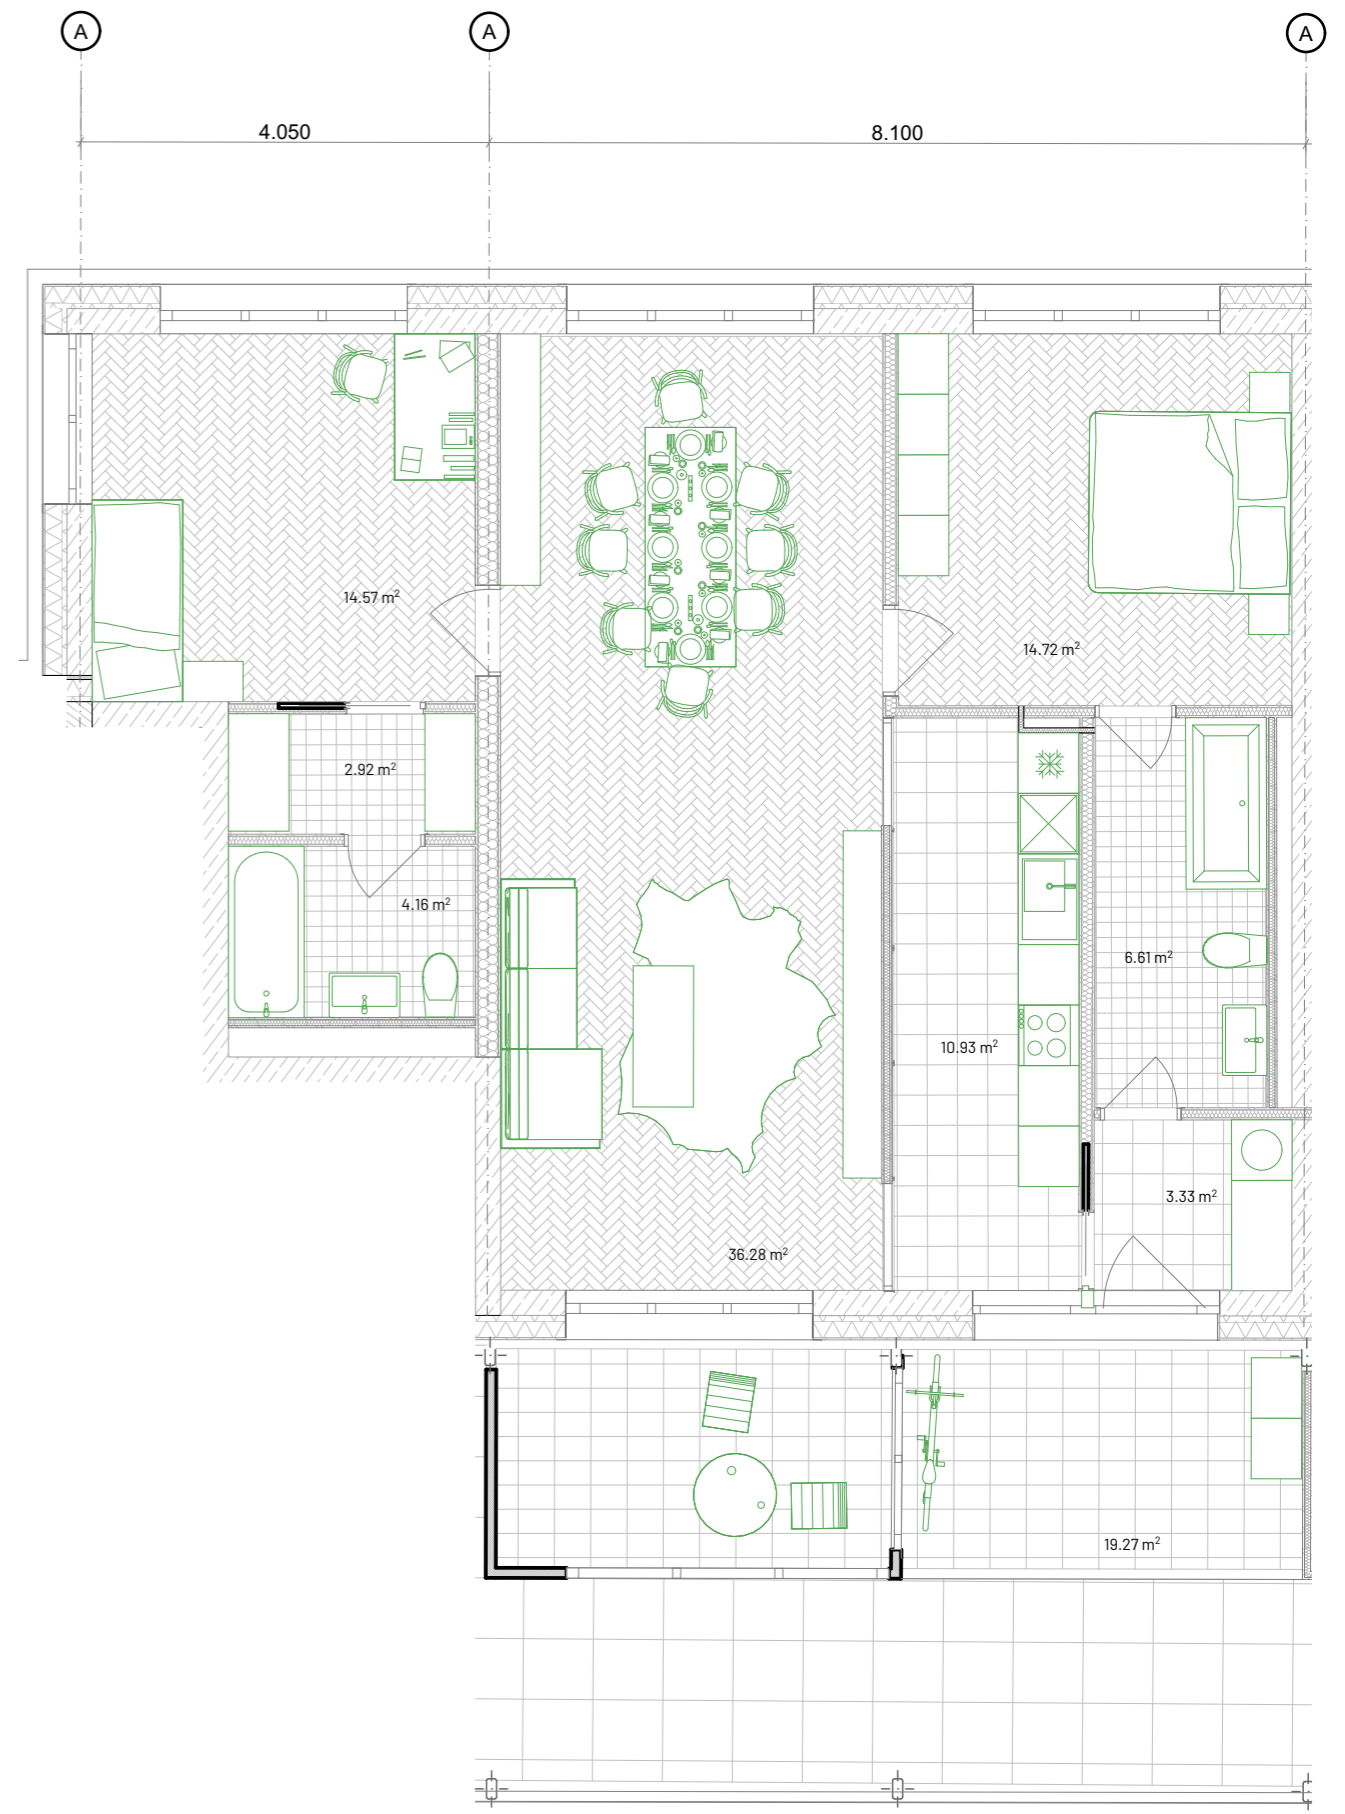 A A A
4.050 8.100
14.57 m²
14.72 m²
2.92 m²
4.16 m²
6.61 m²
10.93 m²
3.33 m²
36.28 m²
19.27 m²